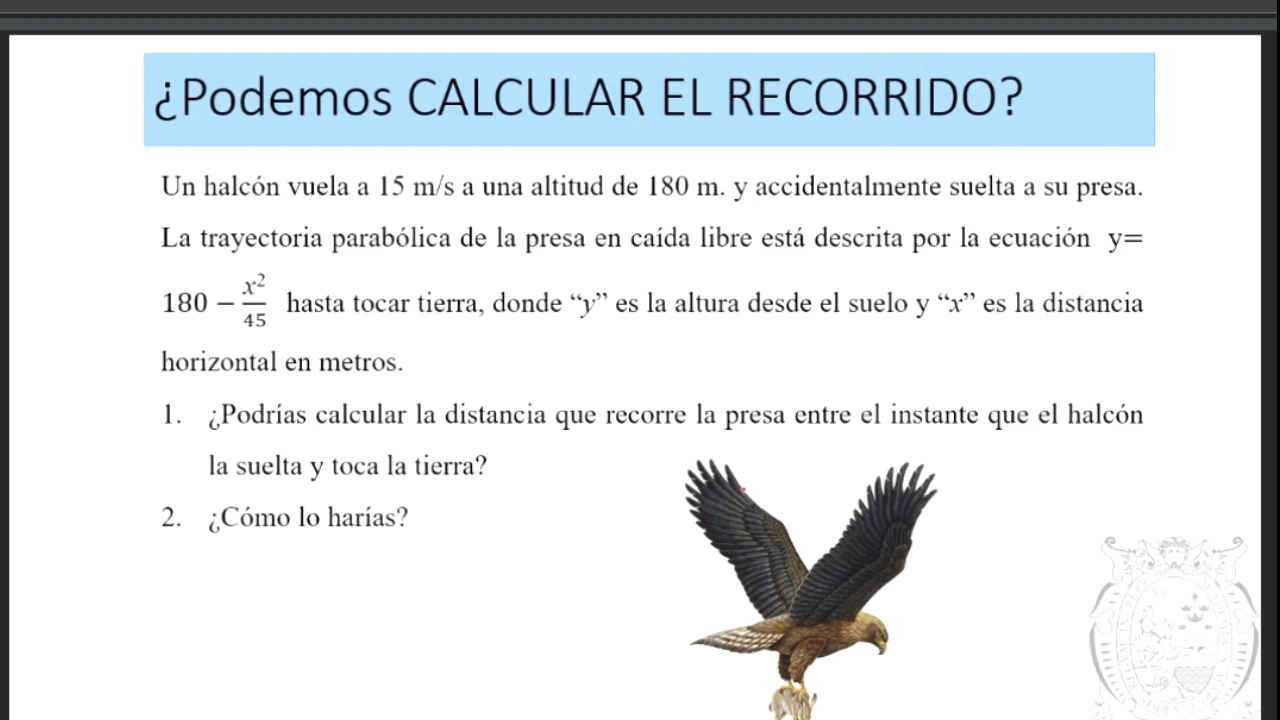 ¿Podemos CALCULAR EL RECORRIDO?
Un halcón vuela a 15 m/s a una altitud de 180 m. y accidentalmente suelta a su presa.
La trayectoria parabólica de la presa en caída libre está descrita por la ecuación y=
180 − x²/45 hasta tocar tierra, donde “y” es la altura desde el suelo y “x” es la distancia
horizontal en metros.
1. ¿Podrías calcular la distancia que recorre la presa entre el instante que el halcón
la suelta y toca la tierra?
2. ¿Cómo lo harías?